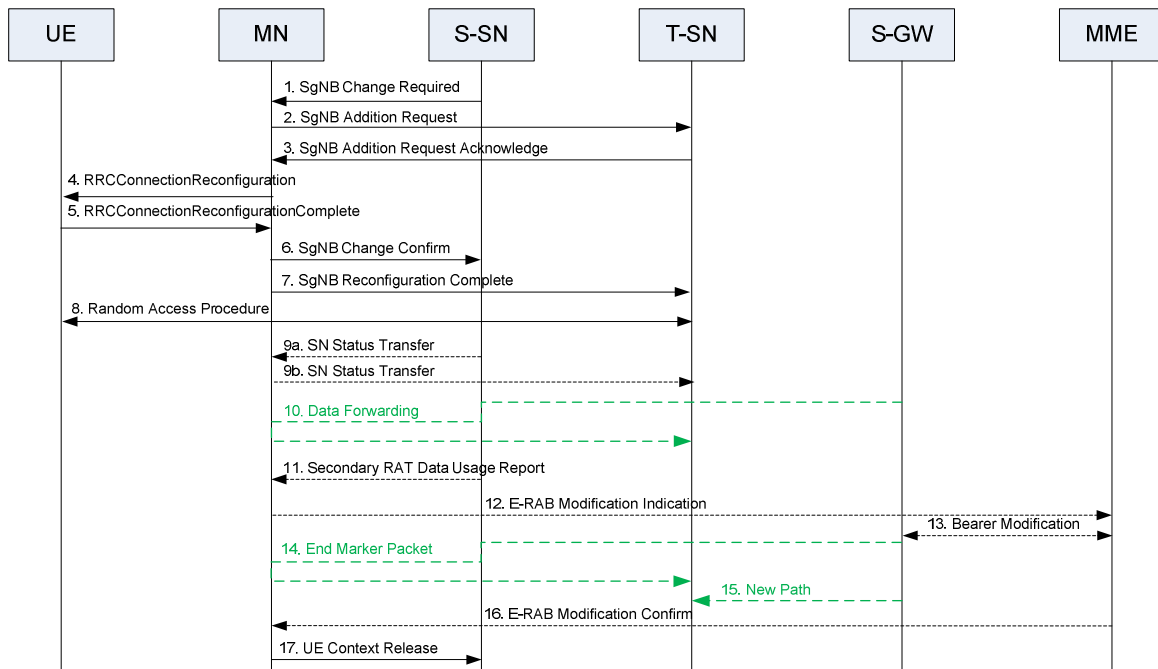 UE MN S-SN T-SN S-GW MME
1. SgNB Change Required
2. SgNB Addition Request
3. SgNB Addition Request Acknowledge
4. RRCConnectionReconfiguration
5. RRCConnectionReconfigurationComplete
6. SgNB Change Confirm
7. SgNB Reconfiguration Complete
8. Random Access Procedure
9a. SN Status Transfer
9b. SN Status Transfer
10. Data Forwarding
11. Secondary RAT Data Usage Report
12. E-RAB Modification Indication
13. Bearer Modification
14. End Marker Packet
15. New Path
16. E-RAB Modification Confirm
17. UE Context Release